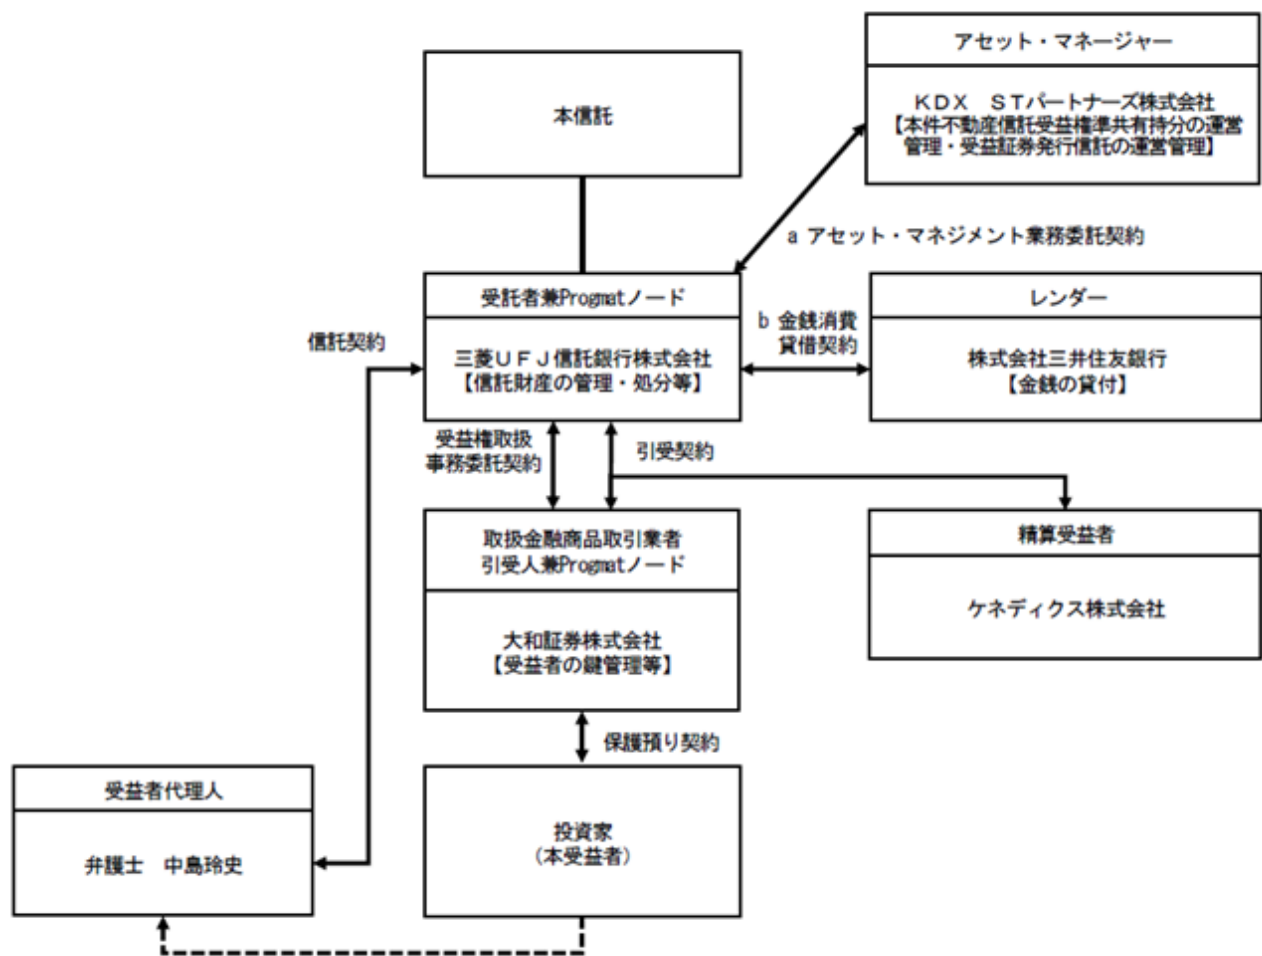 アセット・マネージャー
KDX STパートナーズ株式会社
【本件不動産信託受益権準共有持分の運営
管理・受益証券発行信託の運営管理】
本信託
a アセット・マネジメント業務委託契約
受託者兼Progmatノード
三菱UFJ信託銀行株式会社
【信託財産の管理・処分等】
信託契約
b 金銭消費
貸借契約
レンダー
株式会社三井住友銀行
【金銭の貸付】
受益権取扱
事務委託契約
引受契約
取扱金融商品取引業者
引受人兼Progmatノード
大和証券株式会社
【受益者の鍵管理等】
精算受益者
ケネディクス株式会社
保護預り契約
受益者代理人
弁護士 中島玲史
投資家
(本受益者)